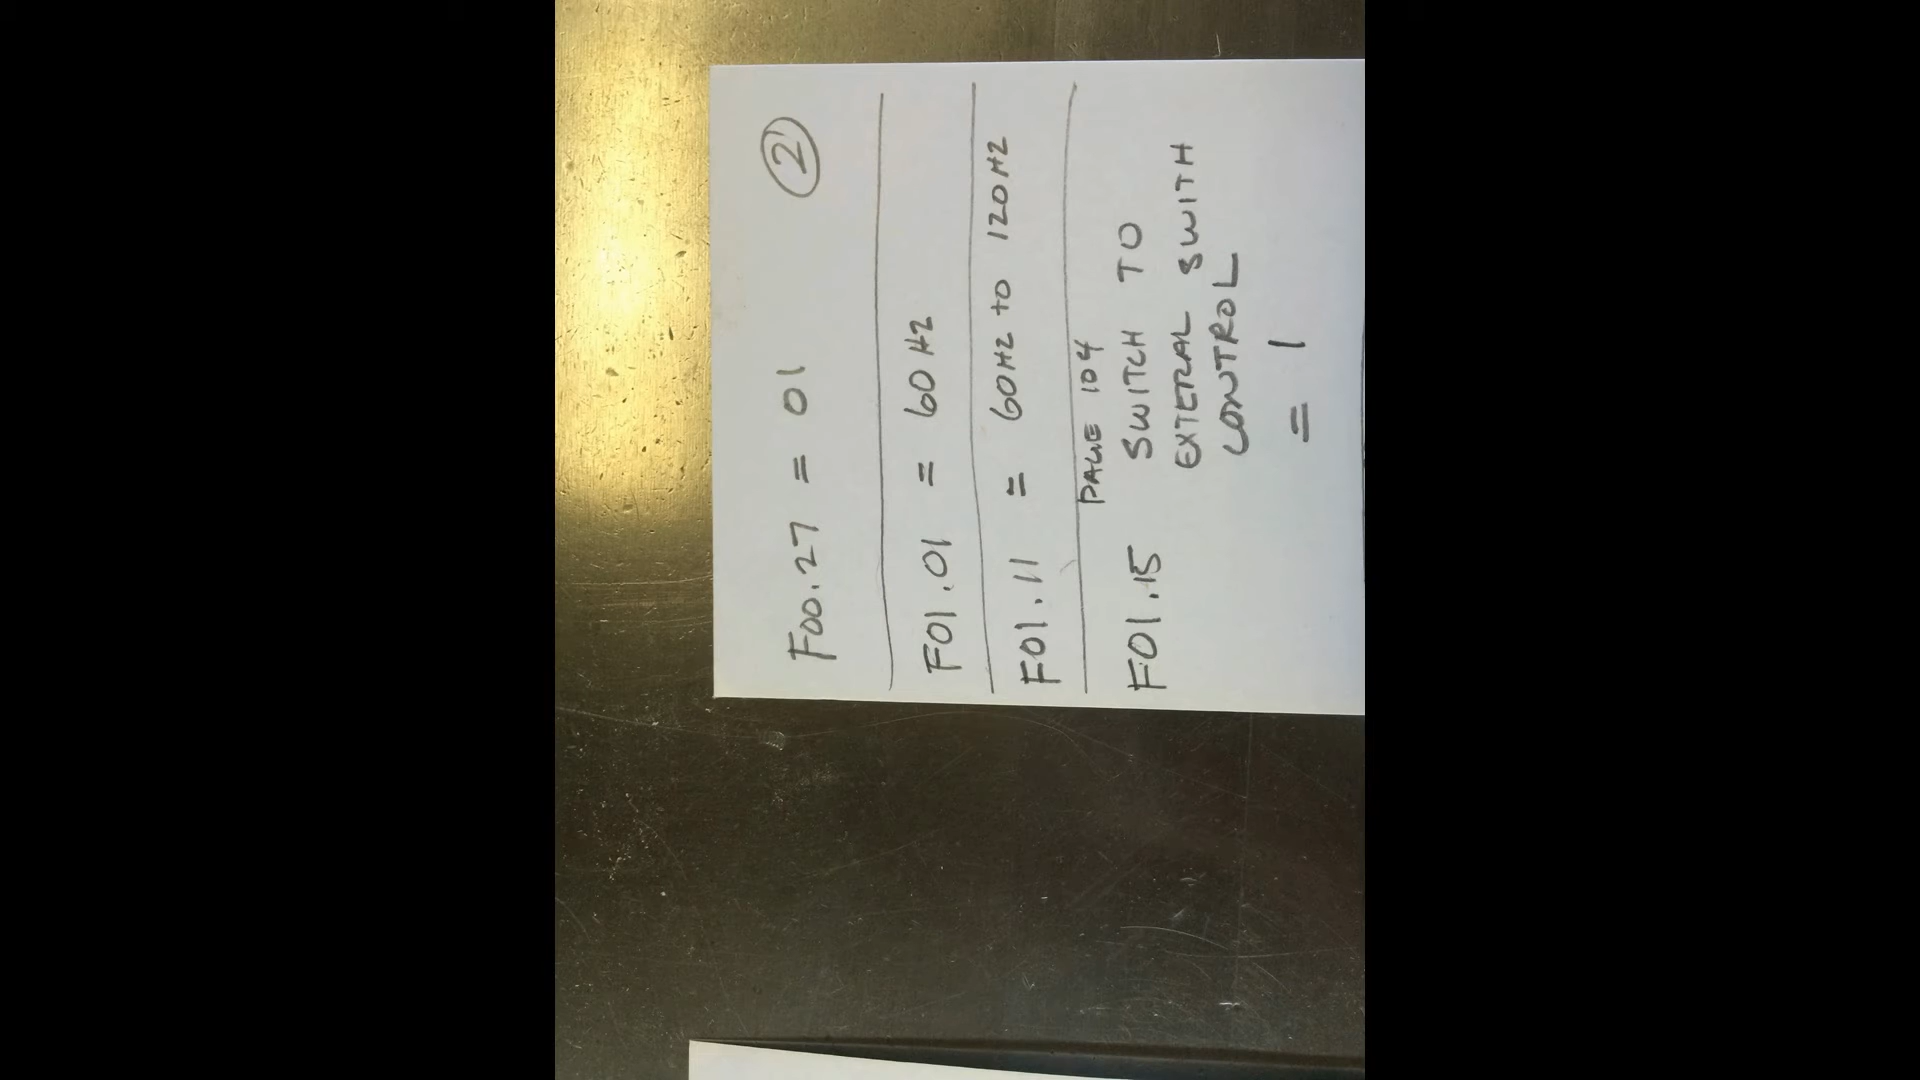 ②
F00.27 = 01
F01.01 = 60 HZ
F01.11 = 60HZ to 120HZ
PAGE 104
F01.15 SWITCH TO
EXTERAL SWITH
CONTROL
= 1